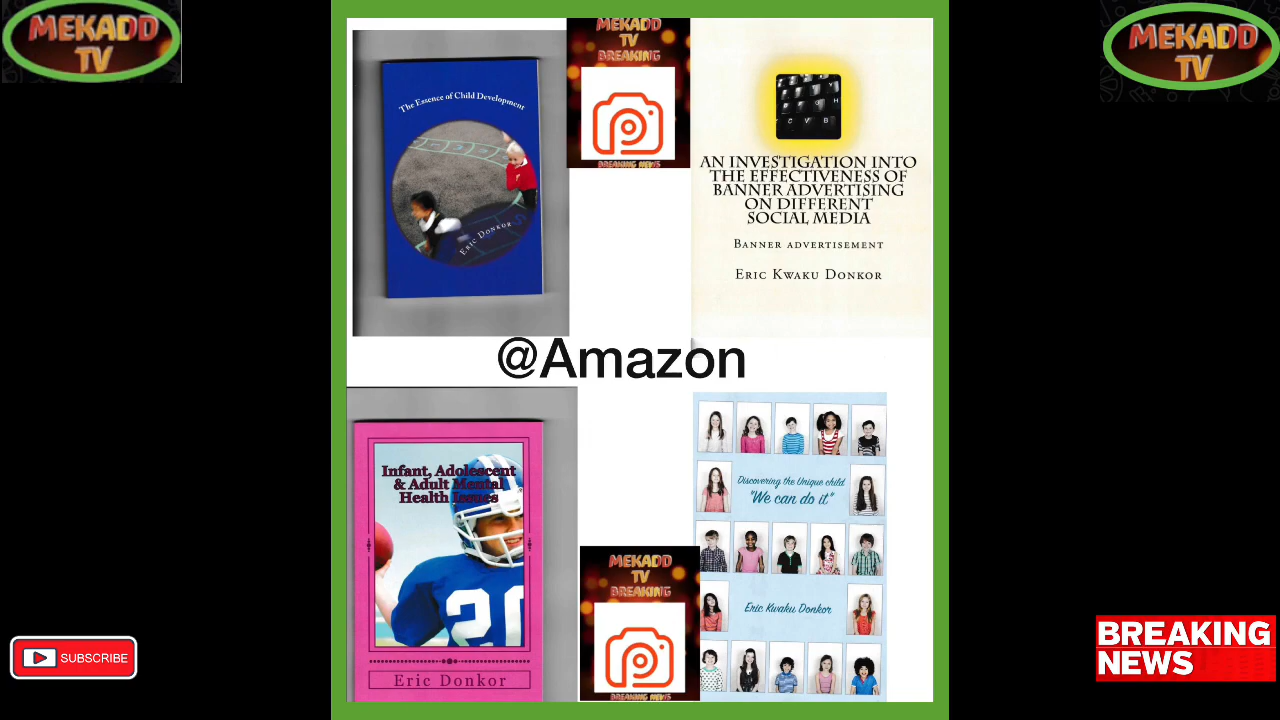 MEKADD
TV
MEKADD
TV
MEKADD
TV
BREAKING
BREAKING NEWS
The Essence of Child Development
Eric Donkor
Y
G H
C V B
AN INVESTIGATION INTO
THE EFFECTIVENESS OF
BANNER ADVERTISING
ON DIFFERENT
SOCIAL MEDIA
Banner advertisement
Eric Kwaku Donkor
@Amazon
Infant, Adolescent
& Adult Mental
Health Issues
20
Eric Donkor
MEKADD
TV
BREAKING
BREAKING NEWS
Discovering the Unique child
"We can do it"
Eric Kwaku Donkor
SUBSCRIBE
BREAKING
NEWS